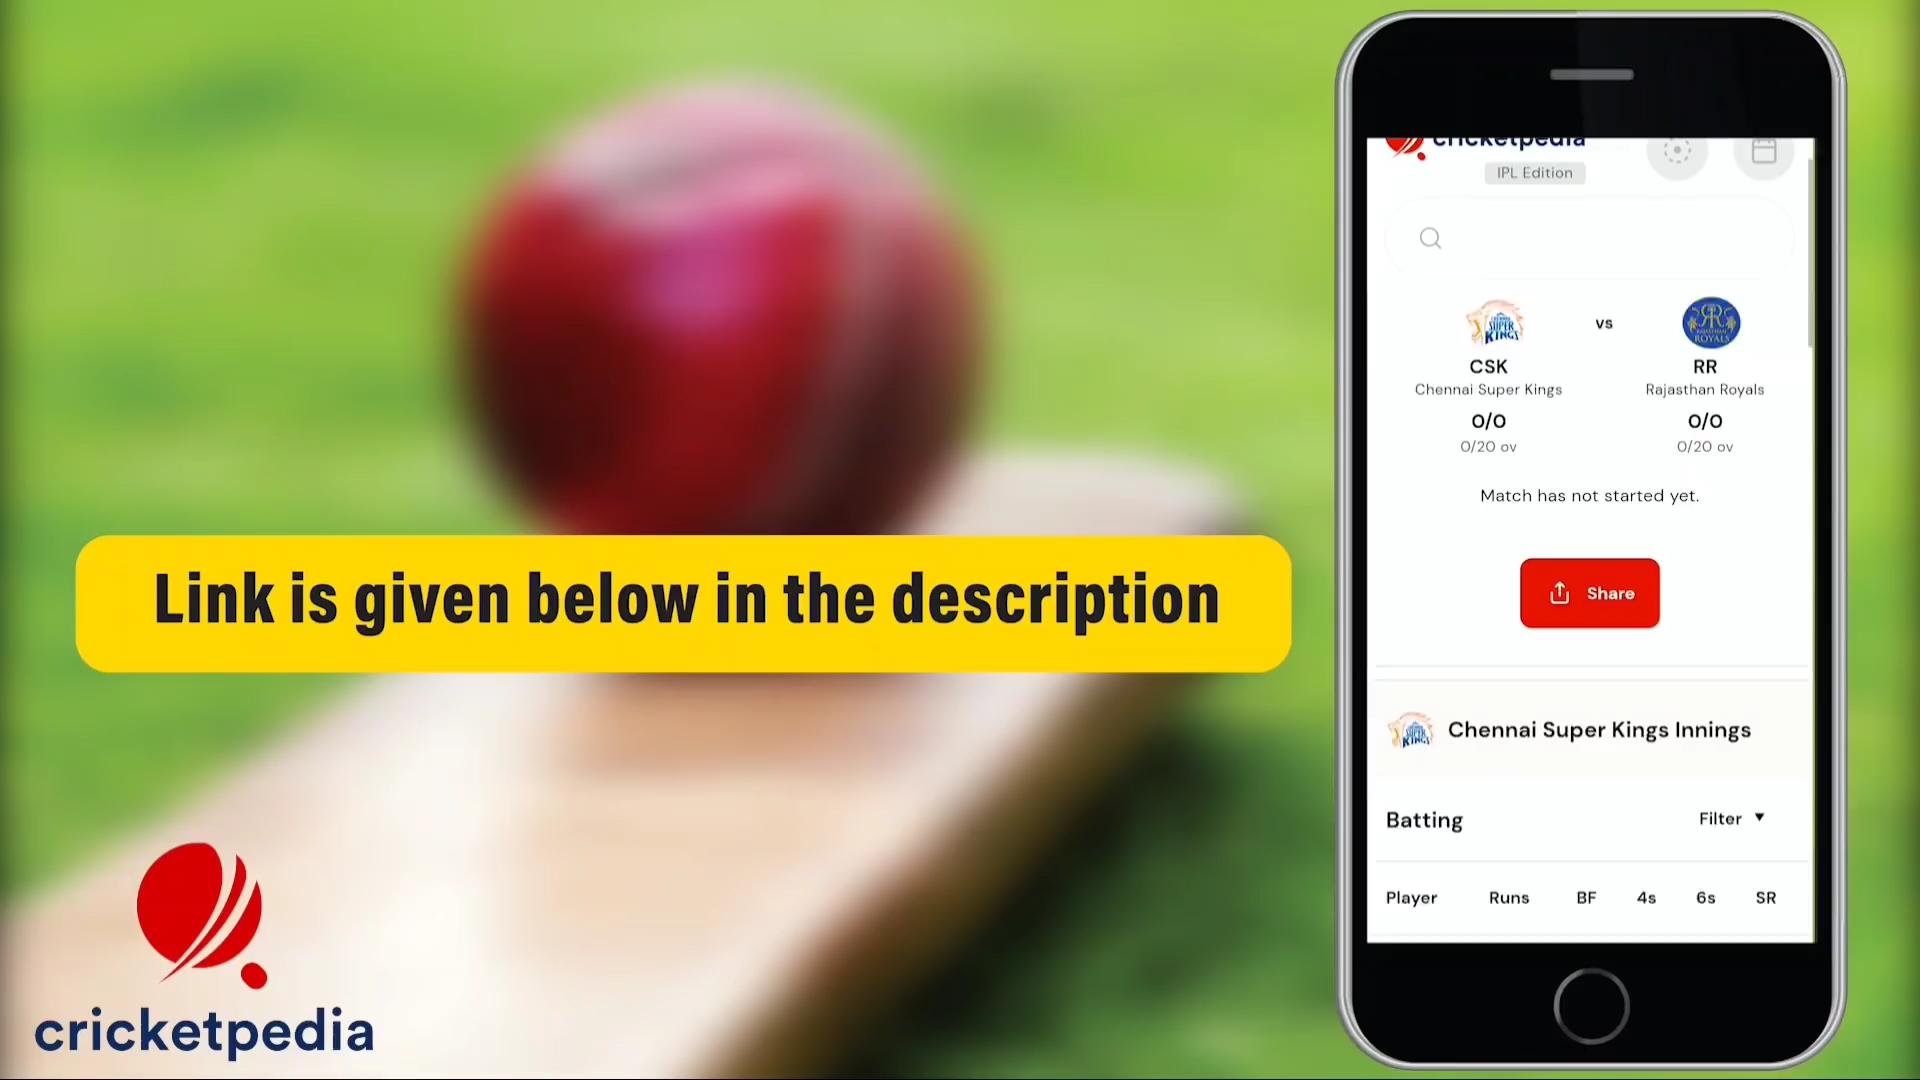 cricketpedia
IPL Edition
vs
CSK
RR
Chennai Super Kings
Rajasthan Royals
0/0
0/0
0/20 ov
0/20 ov
Match has not started yet.
Share
Chennai Super Kings Innings
Batting
Filter
Player Runs BF 4s 6s SR
Link is given below in the description
cricketpedia